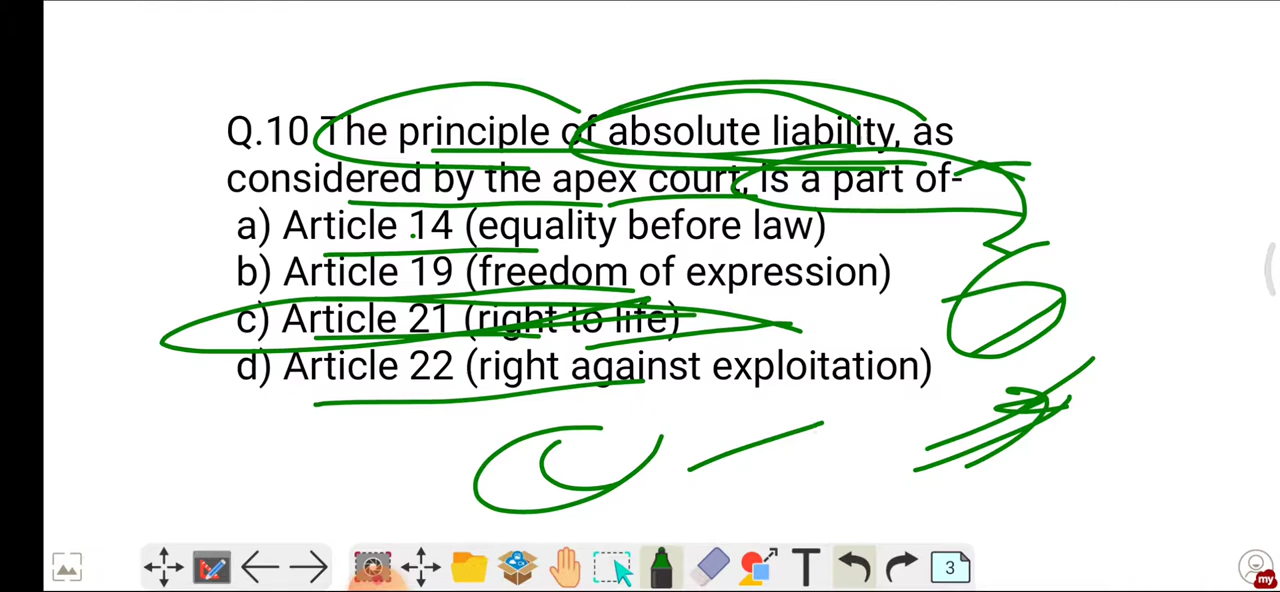 Q.10 The principle of absolute liability, as
considered by the apex court, is a part of-
a) Article 14 (equality before law)
b) Article 19 (freedom of expression)
c) Article 21 (right to life)
d) Article 22 (right against exploitation)
T
3
my